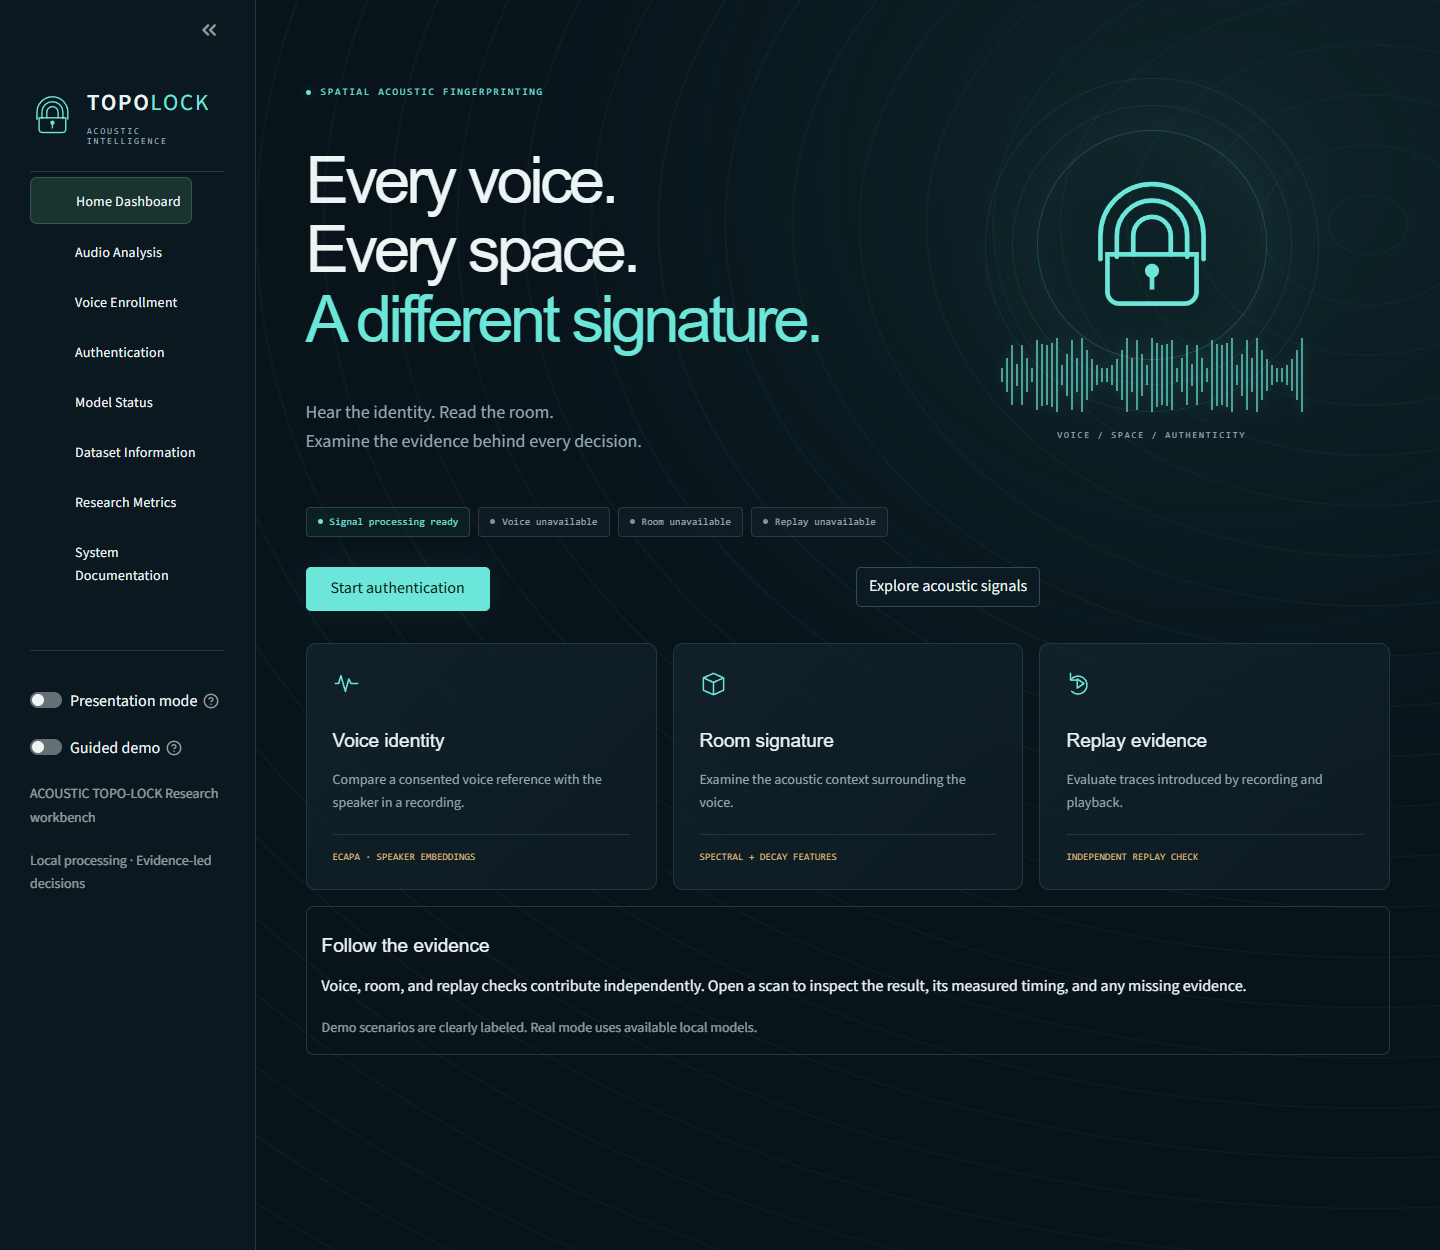 TOPOLOCK
ACOUSTIC
INTELLIGENCE
Home Dashboard
Audio Analysis
Voice Enrollment
Authentication
Model Status
Dataset Information
Research Metrics
System
Documentation
Presentation mode
Guided demo
ACOUSTIC TOPO-LOCK Research
workbench
Local processing · Evidence-led
decisions
SPATIAL ACOUSTIC FINGERPRINTING
Every voice.
Every space.
A different signature.
Hear the identity. Read the room.
Examine the evidence behind every decision.
VOICE / SPACE / AUTHENTICITY
Signal processing ready
Voice unavailable
Room unavailable
Replay unavailable
Start authentication
Explore acoustic signals
Voice identity
Compare a consented voice reference with the
speaker in a recording.
ECAPA · SPEAKER EMBEDDINGS
Room signature
Examine the acoustic context surrounding the
voice.
SPECTRAL + DECAY FEATURES
Replay evidence
Evaluate traces introduced by recording and
playback.
INDEPENDENT REPLAY CHECK
Follow the evidence
Voice, room, and replay checks contribute independently. Open a scan to inspect the result, its measured timing, and any missing evidence.
Demo scenarios are clearly labeled. Real mode uses available local models.